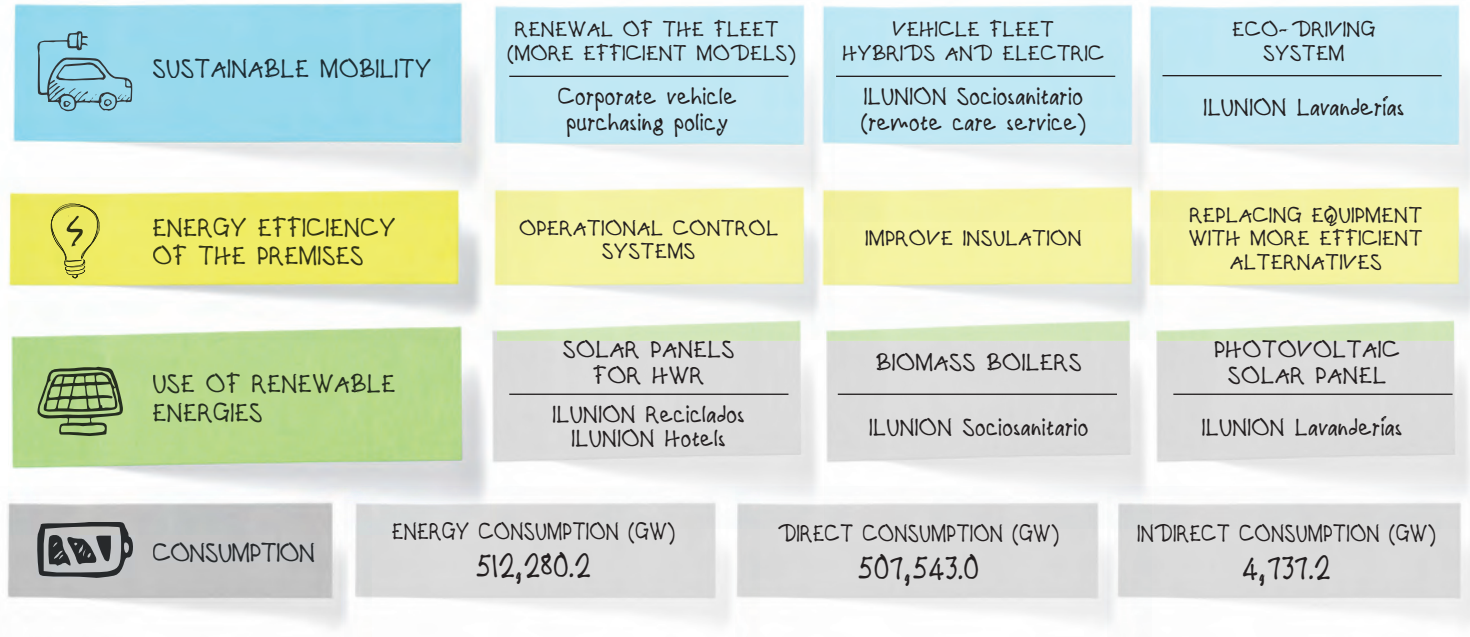 SUSTAINABLE MOBILITY
RENEWAL OF THE FLEET
(MORE EFFICIENT MODELS)
Corporate vehicle
purchasing policy
VEHICLE FLEET
HYBRIDS AND ELECTRIC
ILUNION Sociosanitario
(remote care service)
ECO-DRIVING
SYSTEM
ILUNION Lavanderías
ENERGY EFFICIENCY
OF THE PREMISES
OPERATIONAL CONTROL
SYSTEMS
IMPROVE INSULATION
REPLACING EQUIPMENT
WITH MORE EFFICIENT
ALTERNATIVES
USE OF RENEWABLE
ENERGIES
SOLAR PANELS
FOR HWR
ILUNION Reciclados
ILUNION Hotels
BIOMASS BOILERS
ILUNION Sociosanitario
PHOTOVOLTAIC
SOLAR PANEL
ILUNION Lavanderías
CONSUMPTION
ENERGY CONSUMPTION (GW)
512,280.2
DIRECT CONSUMPTION (GW)
507,543.0
INDIRECT CONSUMPTION (GW)
4,737.2